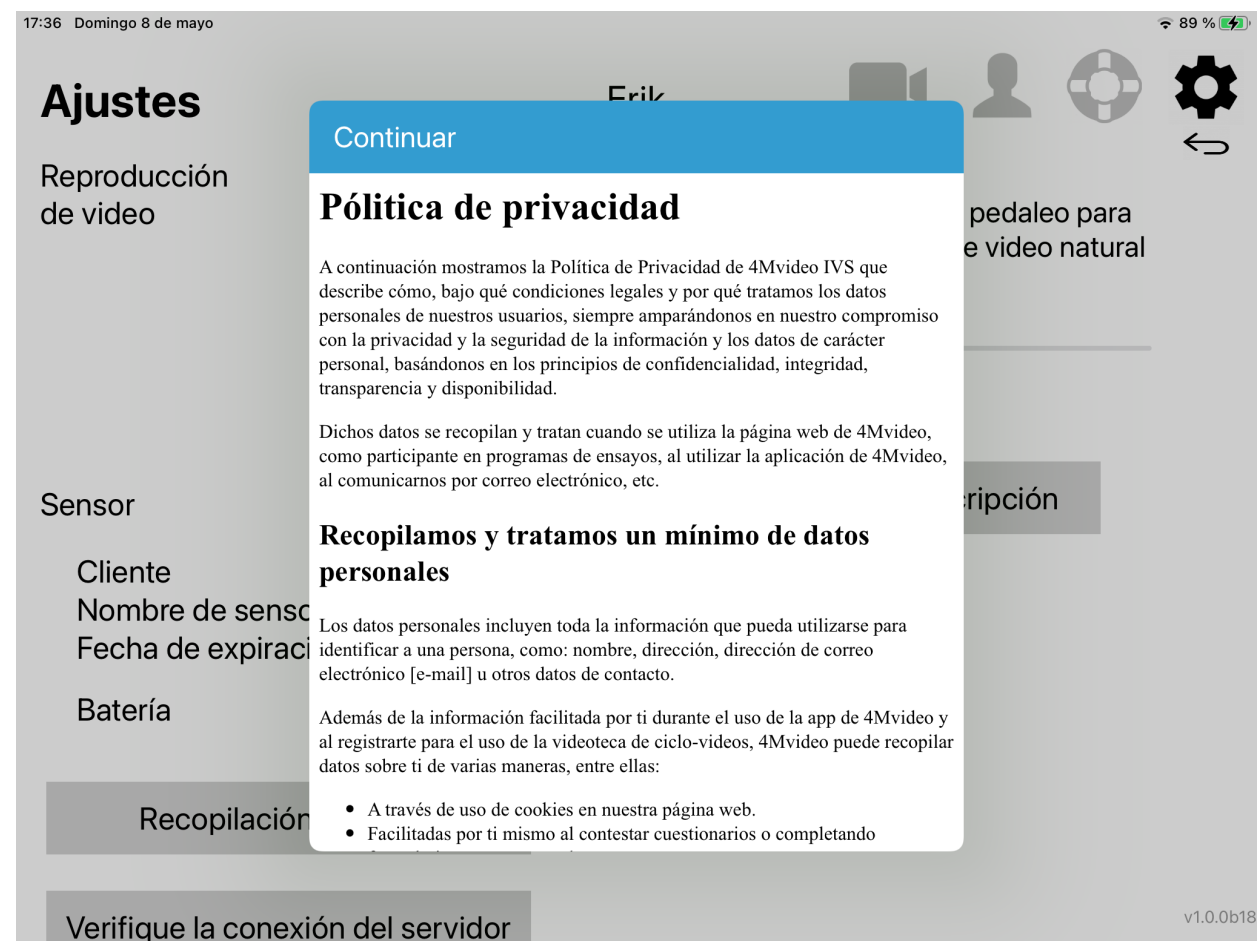 17:36 Domingo 8 de mayo
89 %
Ajustes
Erik
Continuar
Reproducción
de video
pedaleo para
e video natural
Pólitica de privacidad
A continuación mostramos la Política de Privacidad de 4Mvideo IVS que
describe cómo, bajo qué condiciones legales y por qué tratamos los datos
personales de nuestros usuarios, siempre amparándonos en nuestro compromiso
con la privacidad y la seguridad de la información y los datos de carácter
personal, basándonos en los principios de confidencialidad, integridad,
transparencia y disponibilidad.
Dichos datos se recopilan y tratan cuando se utiliza la página web de 4Mvideo,
como participante en programas de ensayos, al utilizar la aplicación de 4Mvideo,
al comunicarnos por correo electrónico, etc.
Sensor
cripción
Recopilamos y tratamos un mínimo de datos
personales
Cliente
Nombre de senso
Fecha de expiraci
Los datos personales incluyen toda la información que pueda utilizarse para
identificar a una persona, como: nombre, dirección, dirección de correo
electrónico [e-mail] u otros datos de contacto.
Batería
Además de la información facilitada por ti durante el uso de la app de 4Mvideo y
al registrarte para el uso de la videoteca de ciclo-videos, 4Mvideo puede recopilar
datos sobre ti de varias maneras, entre ellas:
A través de uso de cookies en nuestra página web.
Facilitadas por ti mismo al contestar cuestionarios o completando
Recopilación
Verifique la conexión del servidor
v1.0.0b18